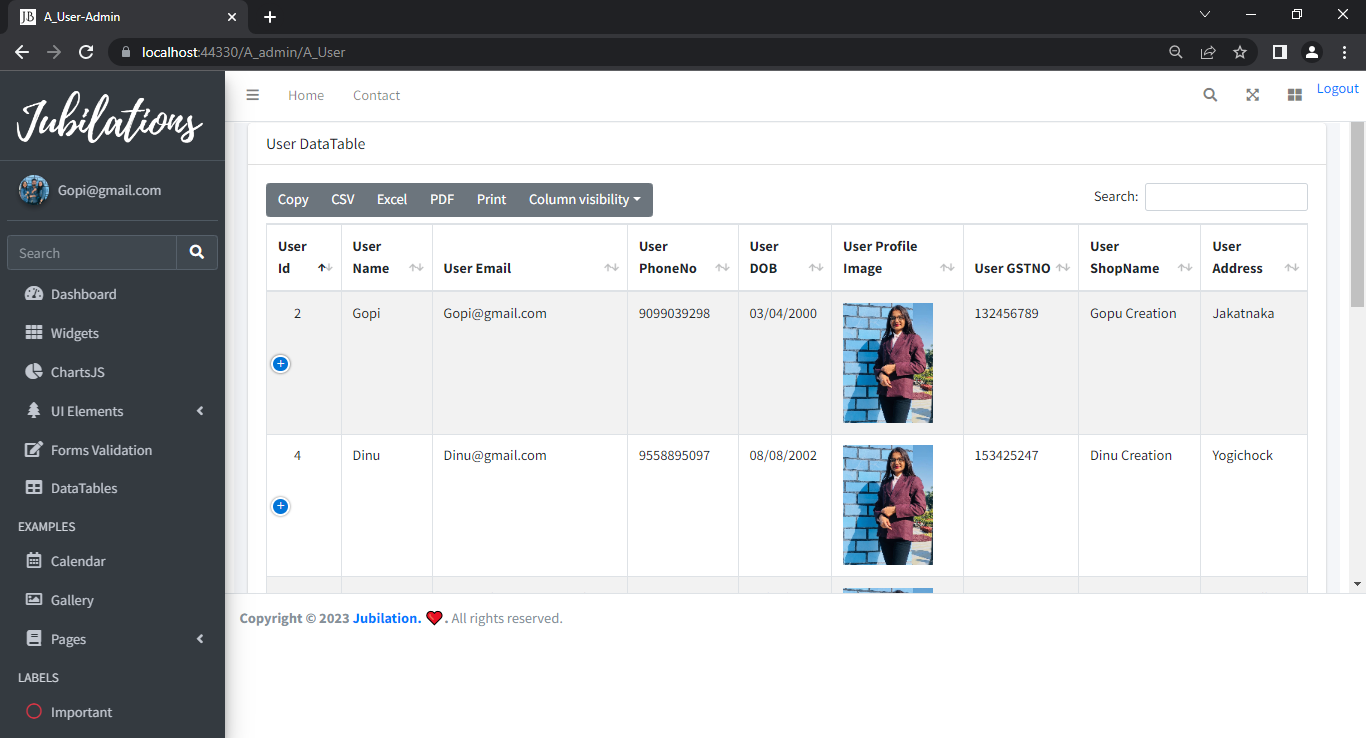 JB A_User-Admin
localhost:44330/A_admin/A_User
Jubilations
Home Contact
Logout
Gopi@gmail.com
Search
Dashboard
Widgets
ChartsJS
UI Elements
Forms Validation
DataTables
EXAMPLES
Calendar
Gallery
Pages
LABELS
Important
User DataTable
Copy CSV Excel PDF Print Column visibility
Search:
User Id User Name User Email User PhoneNo User DOB User Profile Image User GSTNO User ShopName User Address
2 Gopi Gopi@gmail.com 9099039298 03/04/2000 132456789 Gopu Creation Jakatnaka
4 Dinu Dinu@gmail.com 9558895097 08/08/2002 153425247 Dinu Creation Yogichock
Copyright © 2023 Jubilation. ❤. All rights reserved.